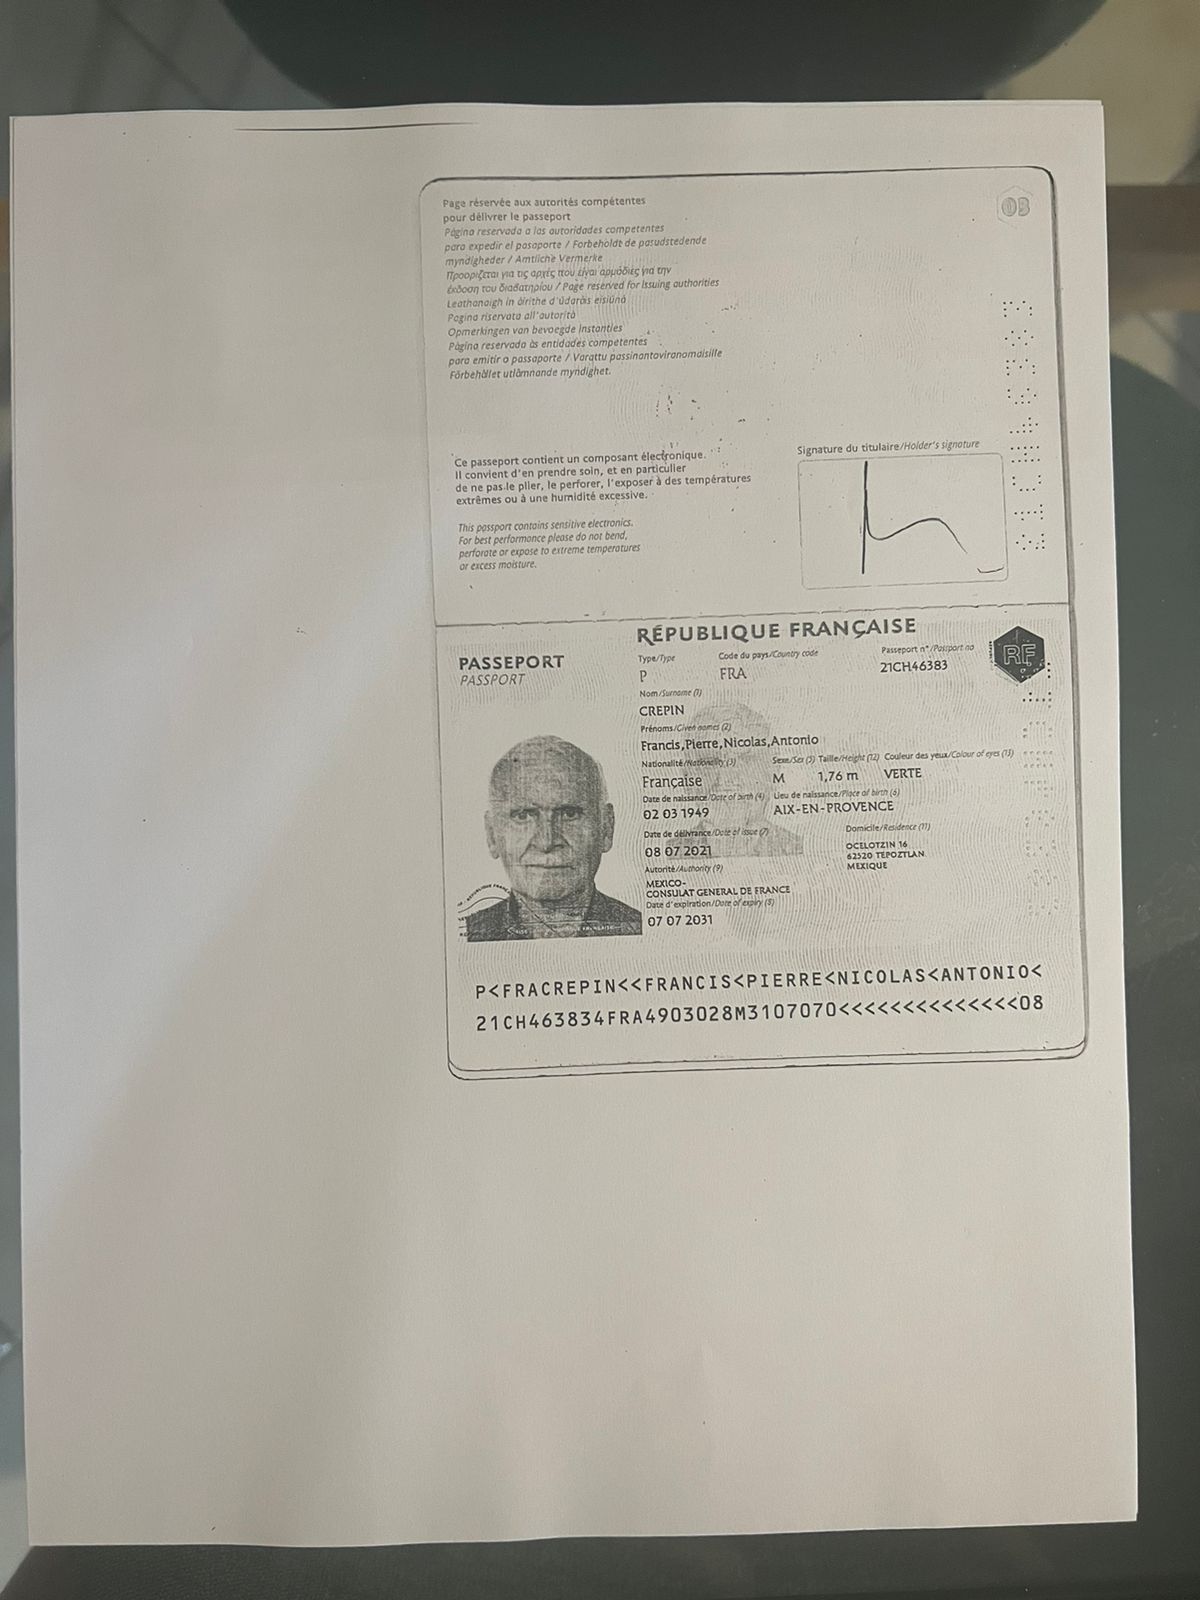 Page réservée aux autorités compétentes
pour délivrer le passeport
03
Página reservada a las autoridades competentes
para expedir el pasaporte / Forbeholdt de pasudstedende
myndigheder / Amtliche Vermerke
Προορίζεται για τις αρχές που είναι αρμόδιες για την
έκδοση του διαβατηρίου / Page reserved for issuing authorities
Leathanaigh in áirithe d'údaráis eisiúna
Pagina riservata all'autorità
Opmerkingen van bevoegde instanties
Página reservada às entidades competentes
para emitir o passaporte / Varattu passinantoviranomaisille
Förbehållet utlämnande myndighet.
Ce passeport contient un composant électronique.
Il convient d'en prendre soin, et en particulier
de ne pas le plier, le perforer, l'exposer à des températures
extrêmes ou à une humidité excessive.
Signature du titulaire/Holder's signature
This passport contains sensitive electronics.
For best performance please do not bend,
perforate or expose to extreme temperatures
or excess moisture.
RÉPUBLIQUE FRANÇAISE
PASSEPORT
PASSPORT
Type/Type Code du pays/Country code Passeport n°/Passport no
P FRA 21CH46383
RF
Nom/Surname (1)
CREPIN
Prénoms/Given names (2)
Francis,Pierre,Nicolas,Antonio
Nationalité/Nationality (3) Sexe/Sex (5) Taille/Height (12) Couleur des yeux/Colour of eyes (13)
Française M 1,76 m VERTE
Date de naissance/Date of birth (4) Lieu de naissance/Place of birth (6)
02 03 1949 AIX-EN-PROVENCE
Date de délivrance/Date of issue (7) Domicile/Residence (11)
08 07 2021 OCELOTZIN 16
62520 TEPOZTLAN
MEXIQUE
Autorité/Authority (9)
MEXICO-
CONSULAT GENERAL DE FRANCE
Date d'expiration/Date of expiry (8)
07 07 2031
P<FRACREPIN<<FRANCIS<PIERRE<NICOLAS<ANTONIO<
21CH463834FRA4903028M3107070<<<<<<<<<<<<<<08